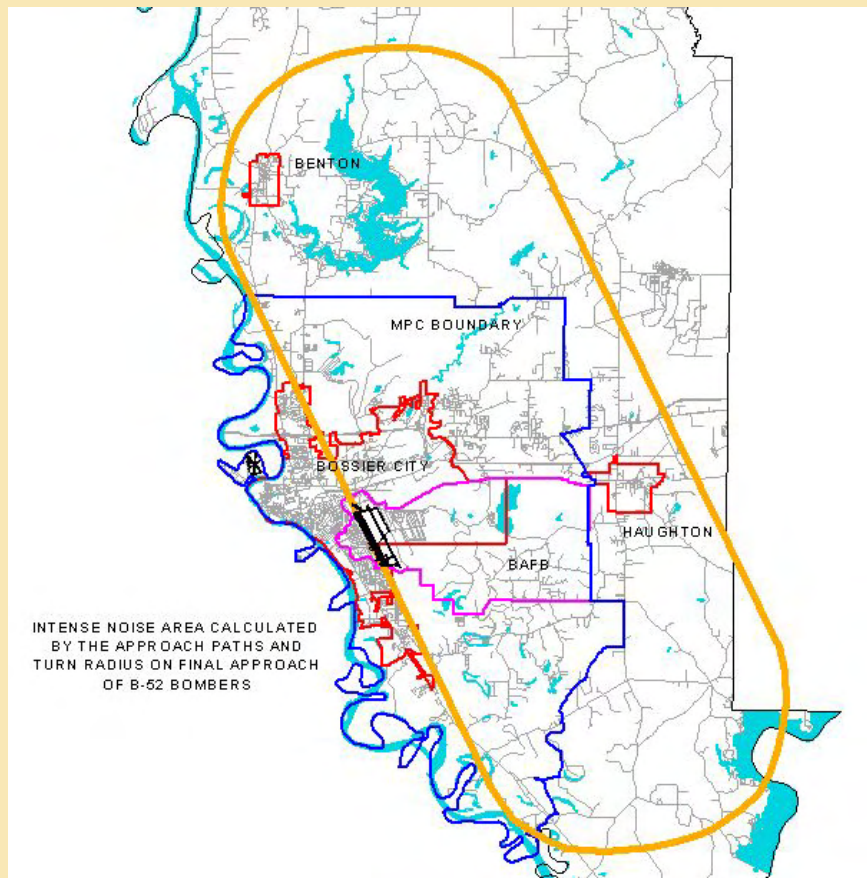 BENTON
MPC BOUNDARY
BOSSIER CITY
HAUGHTON
BAFB
INTENSE NOISE AREA CALCULATED
BY THE APPROACH PATHS AND
TURN RADIUS ON FINAL APPROACH
OF B-52 BOMBERS